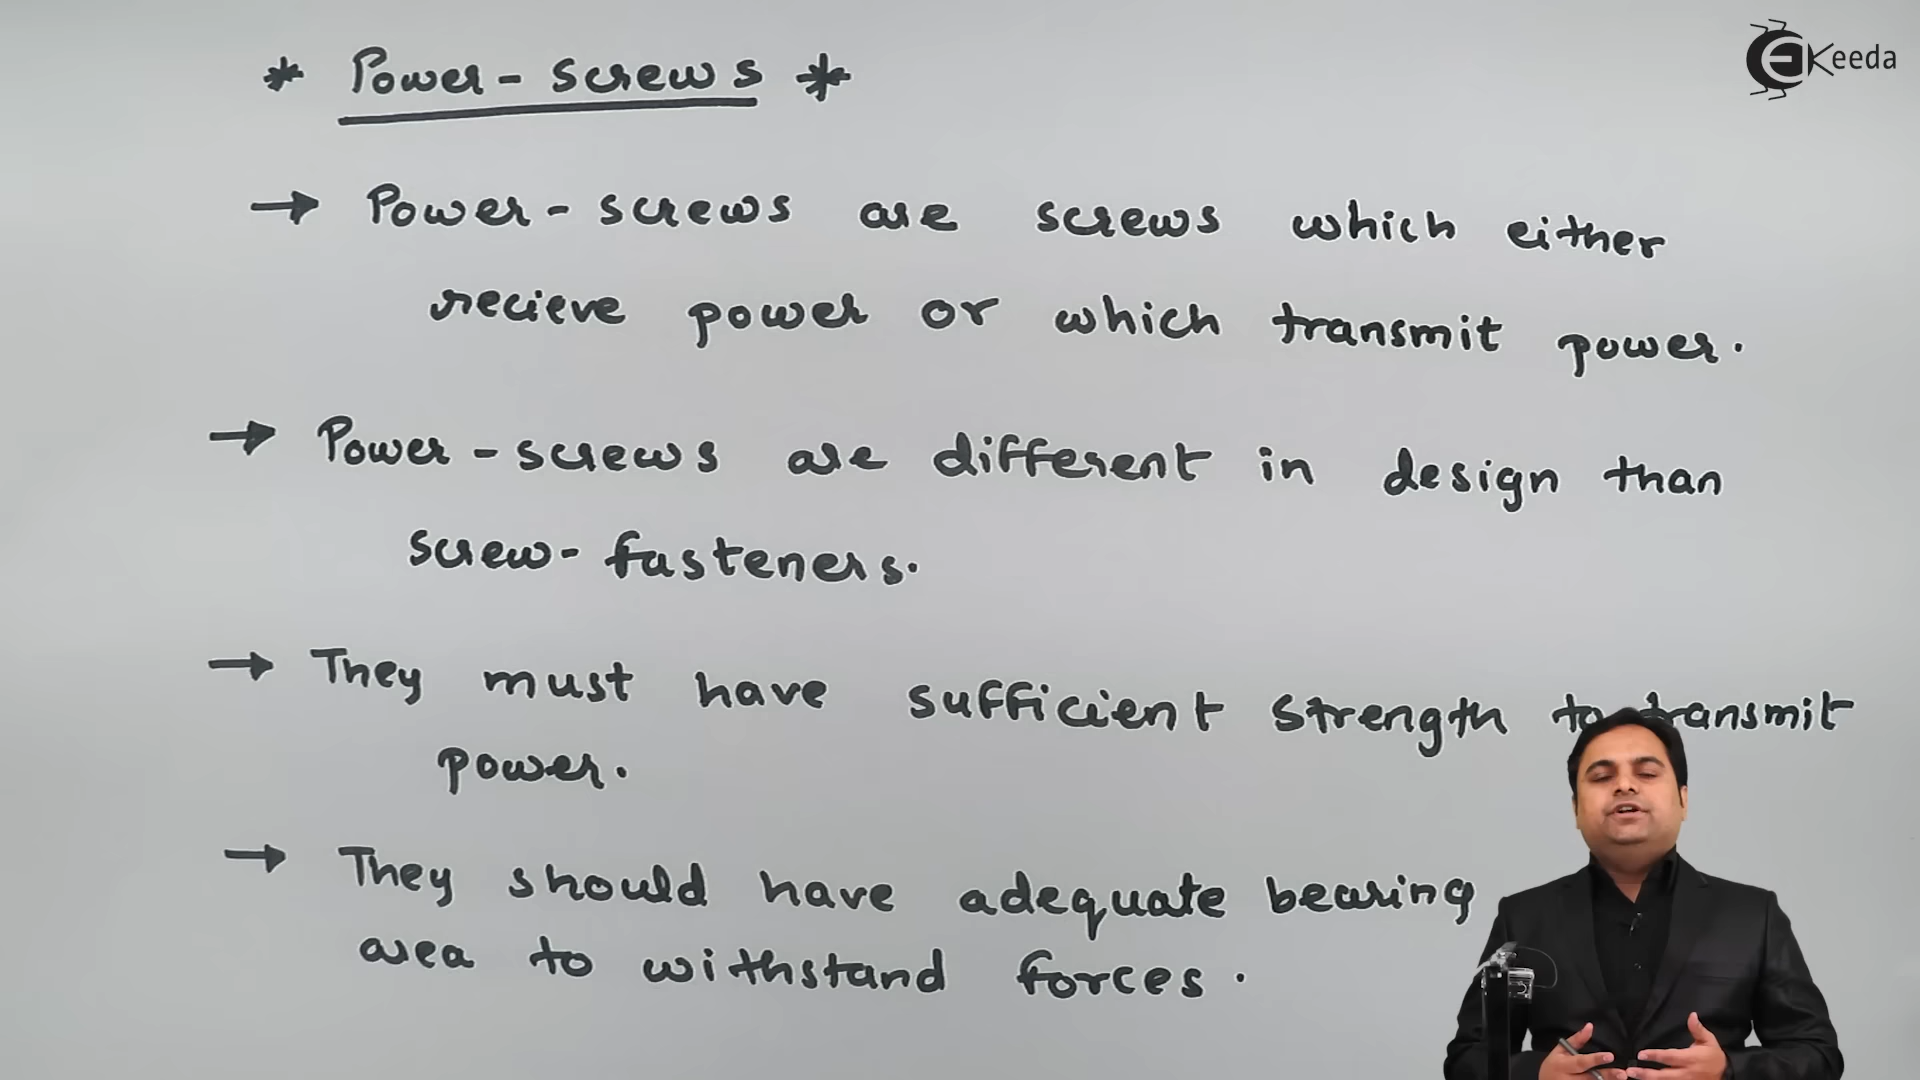 * Power - screws *
Keeda
→ Power - screws are screws which either
recieve power or which transmit power.
→ Power - screws are different in design than
screw - fasteners.
→ They must have sufficient strength to transmit
power.
→ They should have adequate bearing
area to withstand forces.